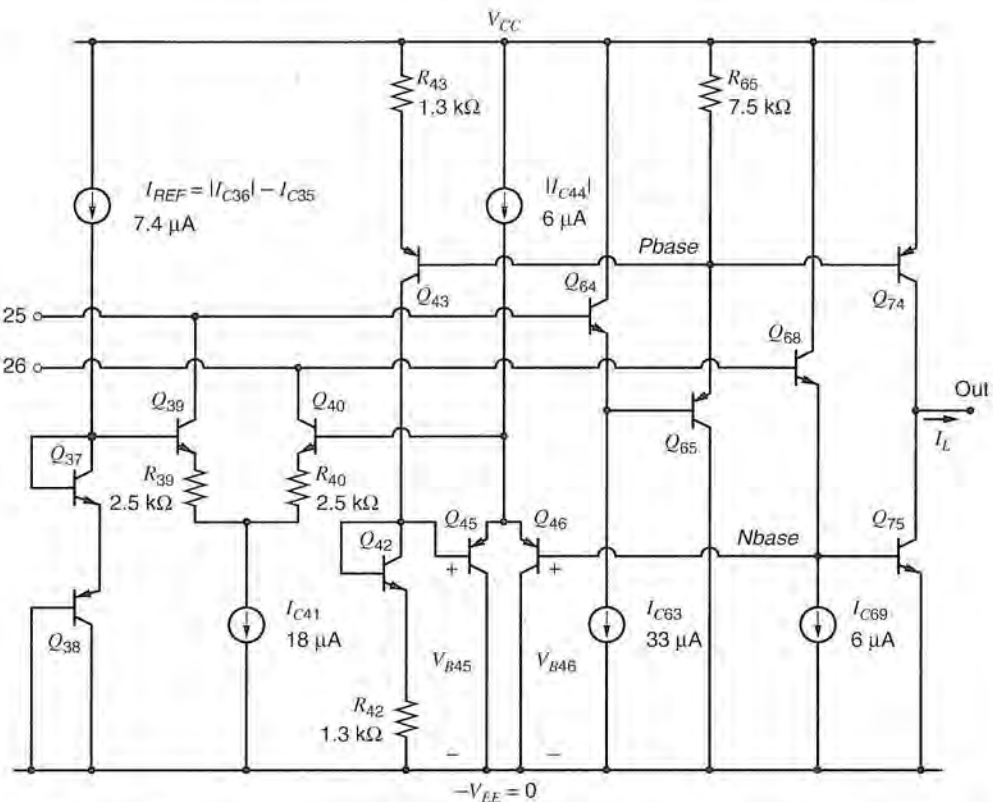 V_CC
R_43
1.3 kΩ
R_65
7.5 kΩ
I_REF = |I_C36| − I_C35
7.4 µA
|I_C44|
6 µA
Pbase
Q_43
Q_64
Q_74
25
26
Q_68
Q_39
Q_40
Out
I_L
Q_65
Q_37
R_39
2.5 kΩ
R_40
2.5 kΩ
Q_45
Q_46
Q_42
Nbase
Q_75
+
+
Q_38
I_C41
18 µA
V_B45
V_B46
I_C63
33 µA
I_C69
6 µA
R_42
1.3 kΩ
−
−
−V_EE = 0